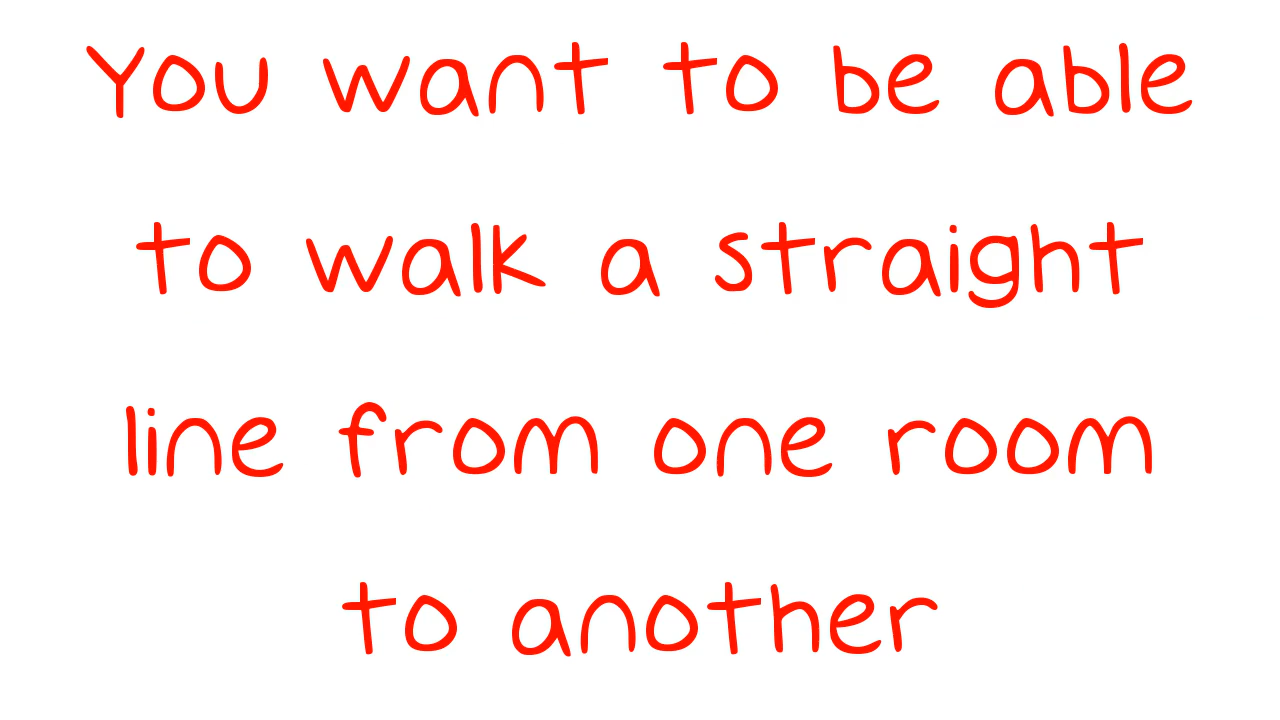 You want to be able
to walk a straight
line from one room
to another